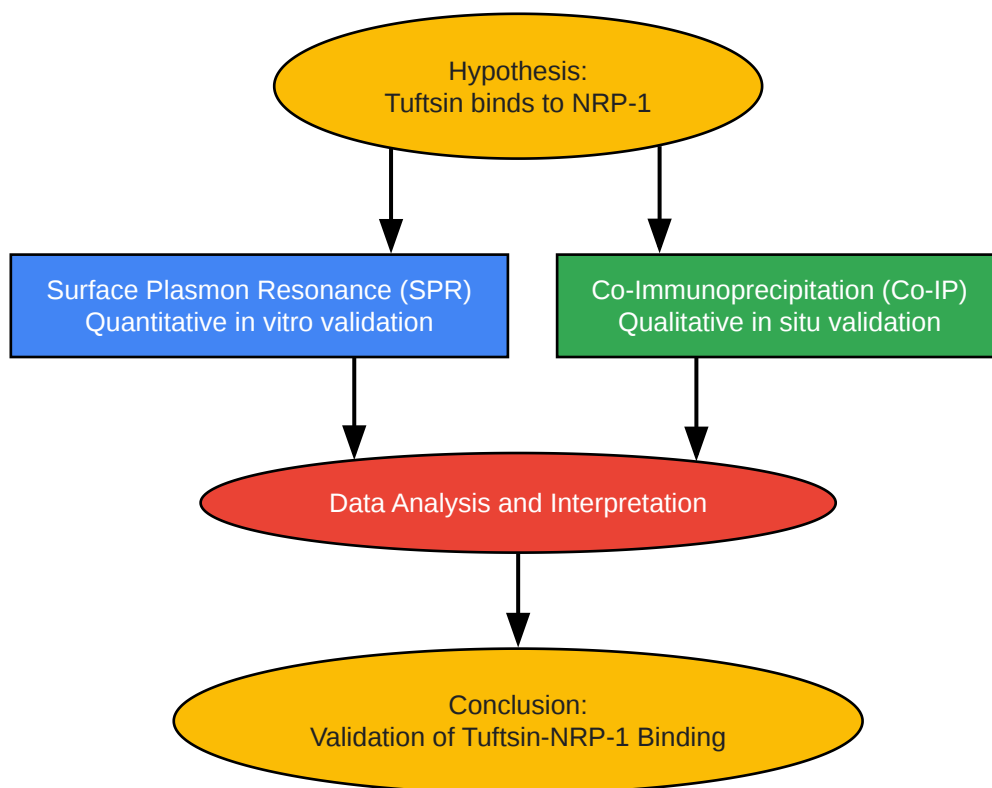 Hypothesis:
Tuftsin binds to NRP-1
Surface Plasmon Resonance (SPR)
Quantitative in vitro validation
Co-Immunoprecipitation (Co-IP)
Qualitative in situ validation
Data Analysis and Interpretation
Conclusion:
Validation of Tuftsin-NRP-1 Binding